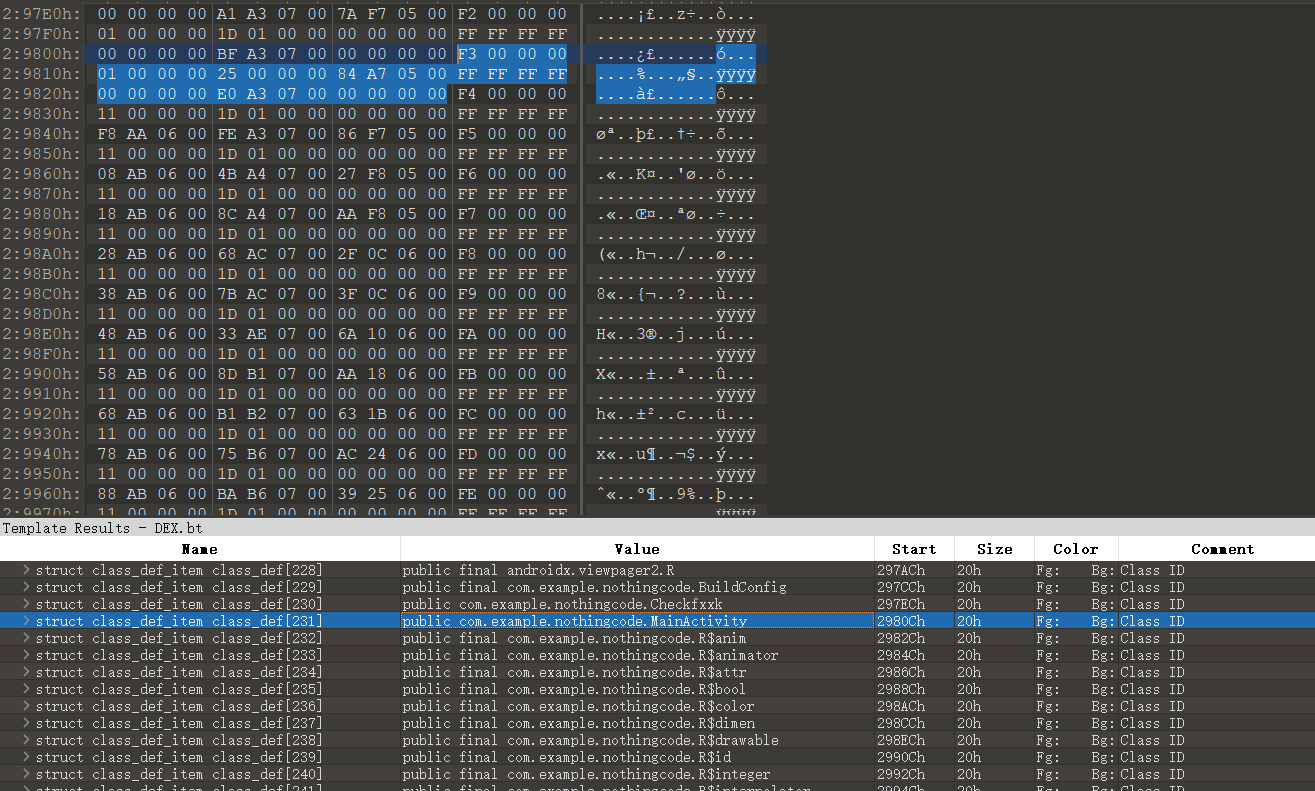 2:97E0h: 00 00 00 00 A1 A3 07 00 7A F7 05 00 F2 00 00 00 ....¡£..z÷..ò...
2:97F0h: 01 00 00 00 1D 01 00 00 00 00 00 00 FF FF FF FF ............ÿÿÿÿ
2:9800h: 00 00 00 00 BF A3 07 00 00 00 00 00 F3 00 00 00 ....¿£......ó...
2:9810h: 01 00 00 00 25 00 00 00 84 A7 05 00 FF FF FF FF ....%...„§..ÿÿÿÿ
2:9820h: 00 00 00 00 E0 A3 07 00 00 00 00 00 F4 00 00 00 ....à£......ô...
2:9830h: 11 00 00 00 1D 01 00 00 00 00 00 00 FF FF FF FF ............ÿÿÿÿ
2:9840h: F8 AA 06 00 FE A3 07 00 86 F7 05 00 F5 00 00 00 øª..þ£..†÷..õ...
2:9850h: 11 00 00 00 1D 01 00 00 00 00 00 00 FF FF FF FF ............ÿÿÿÿ
2:9860h: 08 AB 06 00 4B A4 07 00 27 F8 05 00 F6 00 00 00 .«..K¤..'ø..ö...
2:9870h: 11 00 00 00 1D 01 00 00 00 00 00 00 FF FF FF FF ............ÿÿÿÿ
2:9880h: 18 AB 06 00 8C A4 07 00 AA F8 05 00 F7 00 00 00 .«..Œ¤..ªø..÷...
2:9890h: 11 00 00 00 1D 01 00 00 00 00 00 00 FF FF FF FF ............ÿÿÿÿ
2:98A0h: 28 AB 06 00 68 AC 07 00 2F 0C 06 00 F8 00 00 00 («..h¬../...ø...
2:98B0h: 11 00 00 00 1D 01 00 00 00 00 00 00 FF FF FF FF ............ÿÿÿÿ
2:98C0h: 38 AB 06 00 7B AC 07 00 3F 0C 06 00 F9 00 00 00 8«..{¬..?...ù...
2:98D0h: 11 00 00 00 1D 01 00 00 00 00 00 00 FF FF FF FF ............ÿÿÿÿ
2:98E0h: 48 AB 06 00 33 AE 07 00 6A 10 06 00 FA 00 00 00 H«..3®..j...ú...
2:98F0h: 11 00 00 00 1D 01 00 00 00 00 00 00 FF FF FF FF ............ÿÿÿÿ
2:9900h: 58 AB 06 00 8D B1 07 00 AA 18 06 00 FB 00 00 00 X«...±..ª...û...
2:9910h: 11 00 00 00 1D 01 00 00 00 00 00 00 FF FF FF FF ............ÿÿÿÿ
2:9920h: 68 AB 06 00 B1 B2 07 00 63 1B 06 00 FC 00 00 00 h«..±²..c...ü...
2:9930h: 11 00 00 00 1D 01 00 00 00 00 00 00 FF FF FF FF ............ÿÿÿÿ
2:9940h: 78 AB 06 00 75 B6 07 00 AC 24 06 00 FD 00 00 00 x«..u¶..¬$..ý...
2:9950h: 11 00 00 00 1D 01 00 00 00 00 00 00 FF FF FF FF ............ÿÿÿÿ
2:9960h: 88 AB 06 00 BA B6 07 00 39 25 06 00 FE 00 00 00 ˆ«..º¶..9%..þ...
2:9970h: 11 00 00 00 1D 01 00 00 00 00 00 00 FF FF FF FF ............ÿÿÿÿ
Template Results - DEX.bt
Name Value Start Size Color Comment
struct class_def_item class_def[228] public final androidx.viewpager2.R 297ACh 20h Fg: Bg: Class ID
struct class_def_item class_def[229] public final com.example.nothingcode.BuildConfig 297CCh 20h Fg: Bg: Class ID
struct class_def_item class_def[230] public com.example.nothingcode.Checkfxxk 297ECh 20h Fg: Bg: Class ID
struct class_def_item class_def[231] public com.example.nothingcode.MainActivity 2980Ch 20h Fg: Bg: Class ID
struct class_def_item class_def[232] public final com.example.nothingcode.R$anim 2982Ch 20h Fg: Bg: Class ID
struct class_def_item class_def[233] public final com.example.nothingcode.R$animator 2984Ch 20h Fg: Bg: Class ID
struct class_def_item class_def[234] public final com.example.nothingcode.R$attr 2986Ch 20h Fg: Bg: Class ID
struct class_def_item class_def[235] public final com.example.nothingcode.R$bool 2988Ch 20h Fg: Bg: Class ID
struct class_def_item class_def[236] public final com.example.nothingcode.R$color 298ACh 20h Fg: Bg: Class ID
struct class_def_item class_def[237] public final com.example.nothingcode.R$dimen 298CCh 20h Fg: Bg: Class ID
struct class_def_item class_def[238] public final com.example.nothingcode.R$drawable 298ECh 20h Fg: Bg: Class ID
struct class_def_item class_def[239] public final com.example.nothingcode.R$id 2990Ch 20h Fg: Bg: Class ID
struct class_def_item class_def[240] public final com.example.nothingcode.R$integer 2992Ch 20h Fg: Bg: Class ID
struct class_def_item class_def[241] public final com.example.nothingcode.R$interpolator 2994Ch 20h Fg: Bg: Class ID